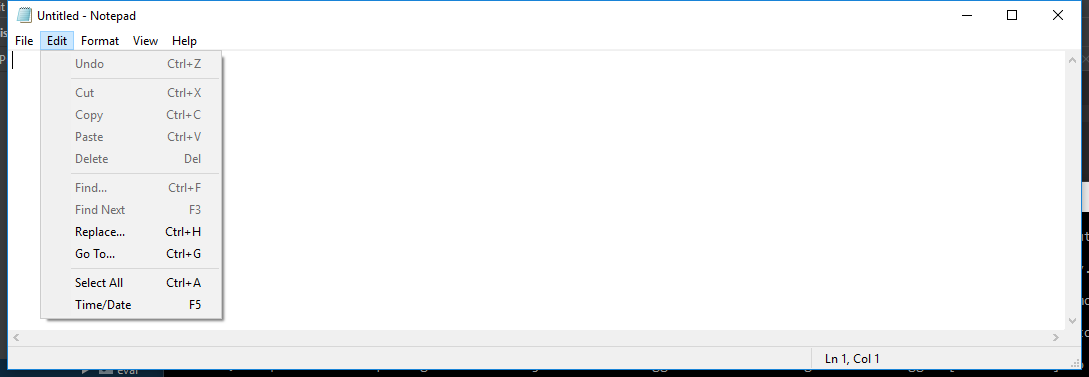 Untitled - Notepad
File Edit Format View Help
Undo Ctrl+Z
Cut Ctrl+X
Copy Ctrl+C
Paste Ctrl+V
Delete Del
Find... Ctrl+F
Find Next F3
Replace... Ctrl+H
Go To... Ctrl+G
Select All Ctrl+A
Time/Date F5
Ln 1, Col 1
eval